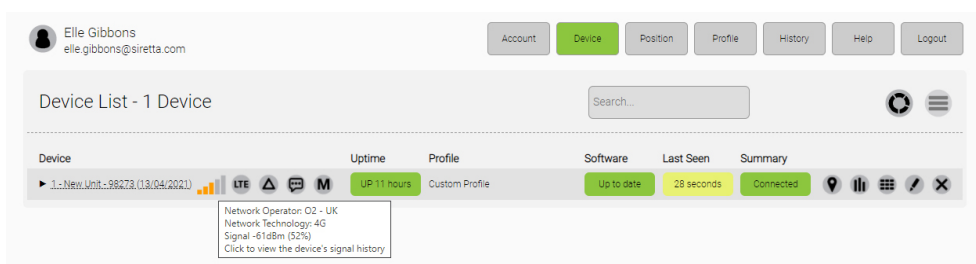 Elle Gibbons
elle.gibbons@siretta.com
Account Device Position Profile History Help Logout
Device List - 1 Device
Search...
Device Uptime Profile Software Last Seen Summary
1 - New Unit - 98273 (13/04/2021) LTE M UP 11 hours Custom Profile Up to date 28 seconds Connected
Network Operator: O2 - UK
Network Technology: 4G
Signal -61dBm (52%)
Click to view the device's signal history